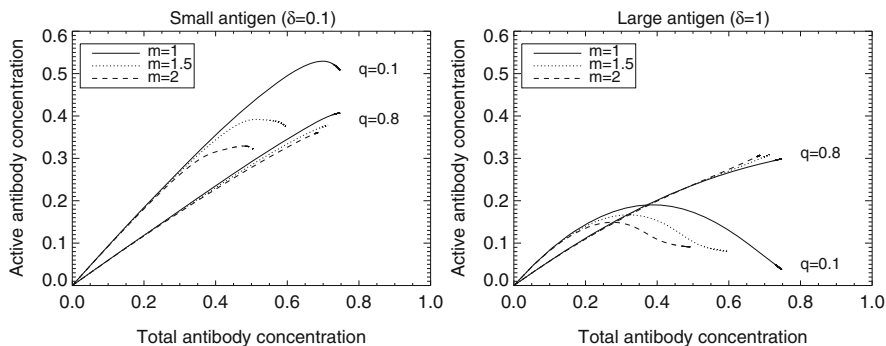 Small antigen (δ=0.1)
Active antibody concentration
0.6
0.5
0.4
0.3
0.2
0.1
0.0
m=1
m=1.5
m=2
q=0.1
q=0.8
0.0 0.2 0.4 0.6 0.8 1.0
Total antibody concentration
Large antigen (δ=1)
Active antibody concentration
0.6
0.5
0.4
0.3
0.2
0.1
0.0
m=1
m=1.5
m=2
q=0.8
q=0.1
0.0 0.2 0.4 0.6 0.8 1.0
Total antibody concentration